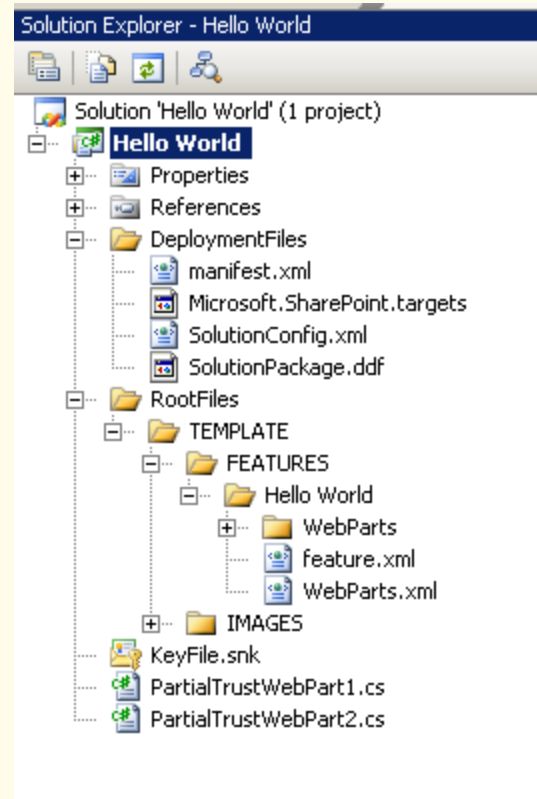 Solution Explorer - Hello World
Solution 'Hello World' (1 project)
Hello World
Properties
References
DeploymentFiles
manifest.xml
Microsoft.SharePoint.targets
SolutionConfig.xml
SolutionPackage.ddf
RootFiles
TEMPLATE
FEATURES
Hello World
WebParts
feature.xml
WebParts.xml
IMAGES
KeyFile.snk
PartialTrustWebPart1.cs
PartialTrustWebPart2.cs